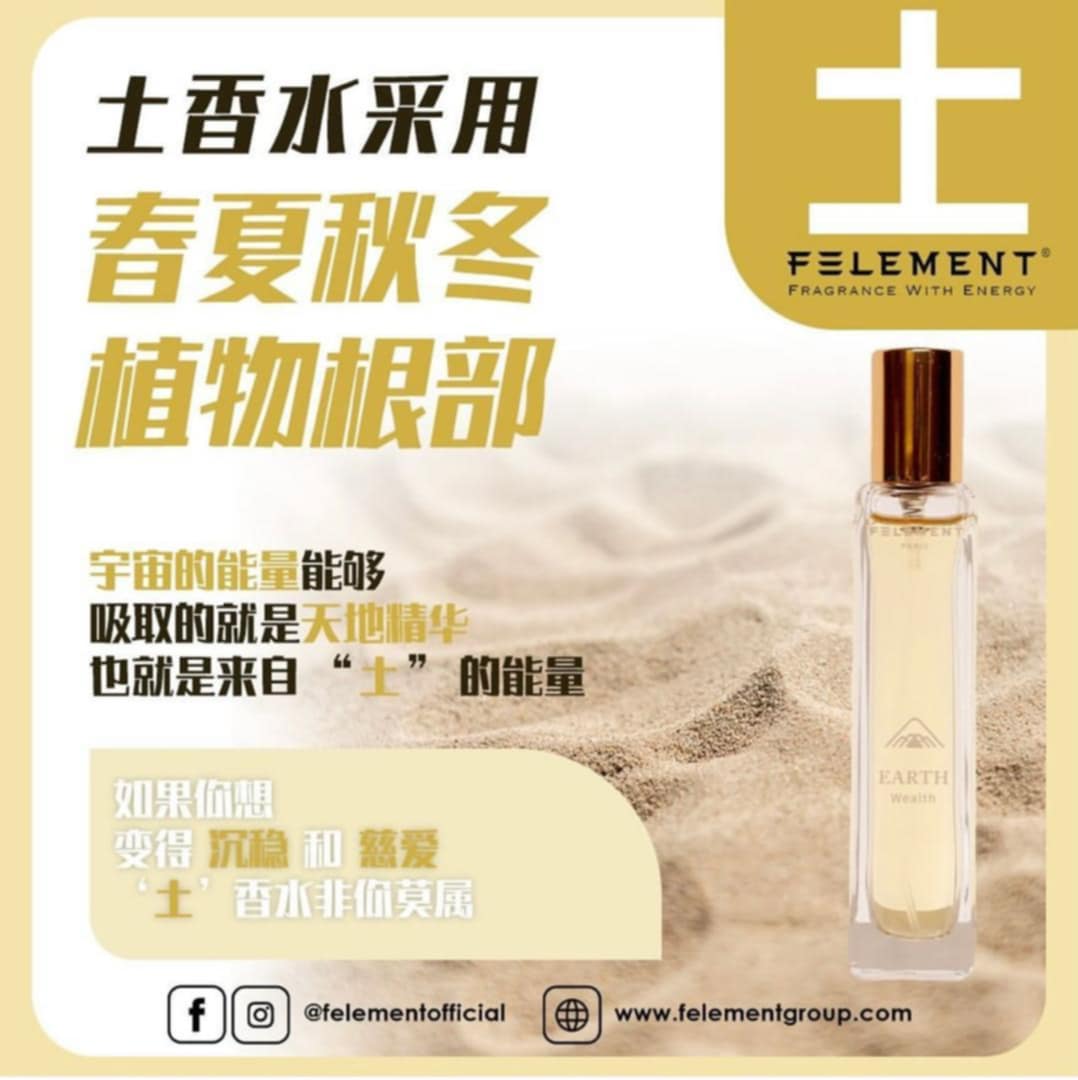 土香水采用
春夏秋冬
植物根部
土
FELEMENT®
FRAGRANCE WITH ENERGY
宇宙的能量能够
吸取的就是天地精华
也就是来自“土”的能量
FELEMENT
PARIS
EARTH
Wealth
如果你想
变得 沉稳 和 慈爱
‘土’香水非你莫属
@felementofficial
www.felementgroup.com